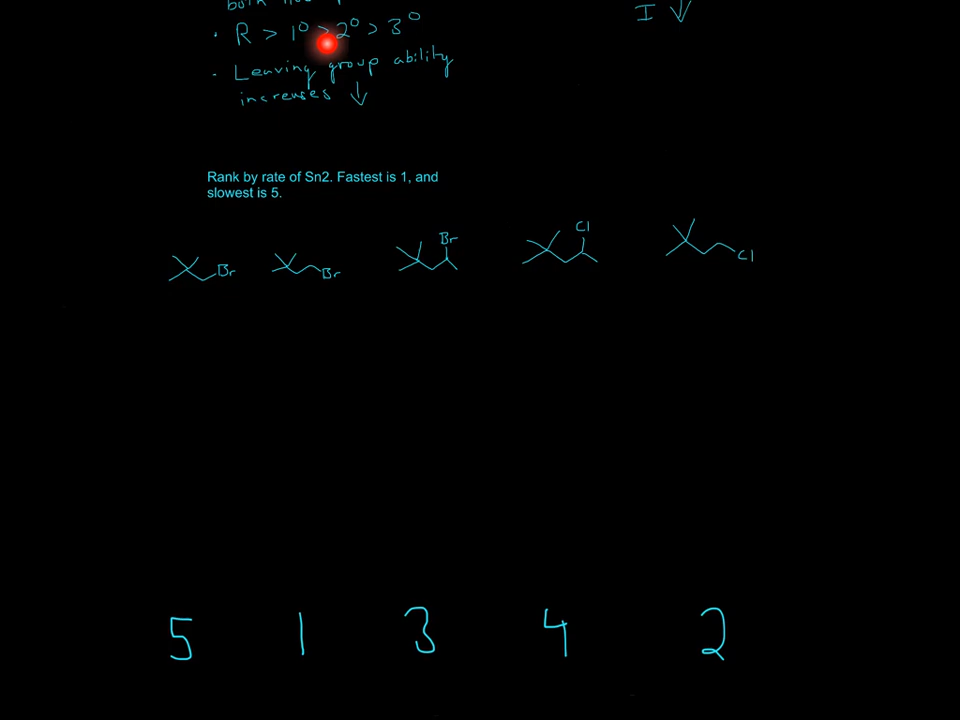 · R > 1° > 2° > 3°
· Leaving group ability
increases ↓
I ↓
Rank by rate of Sn2. Fastest is 1, and
slowest is 5.
Br Br Br Cl Cl
5 1 3 4 2